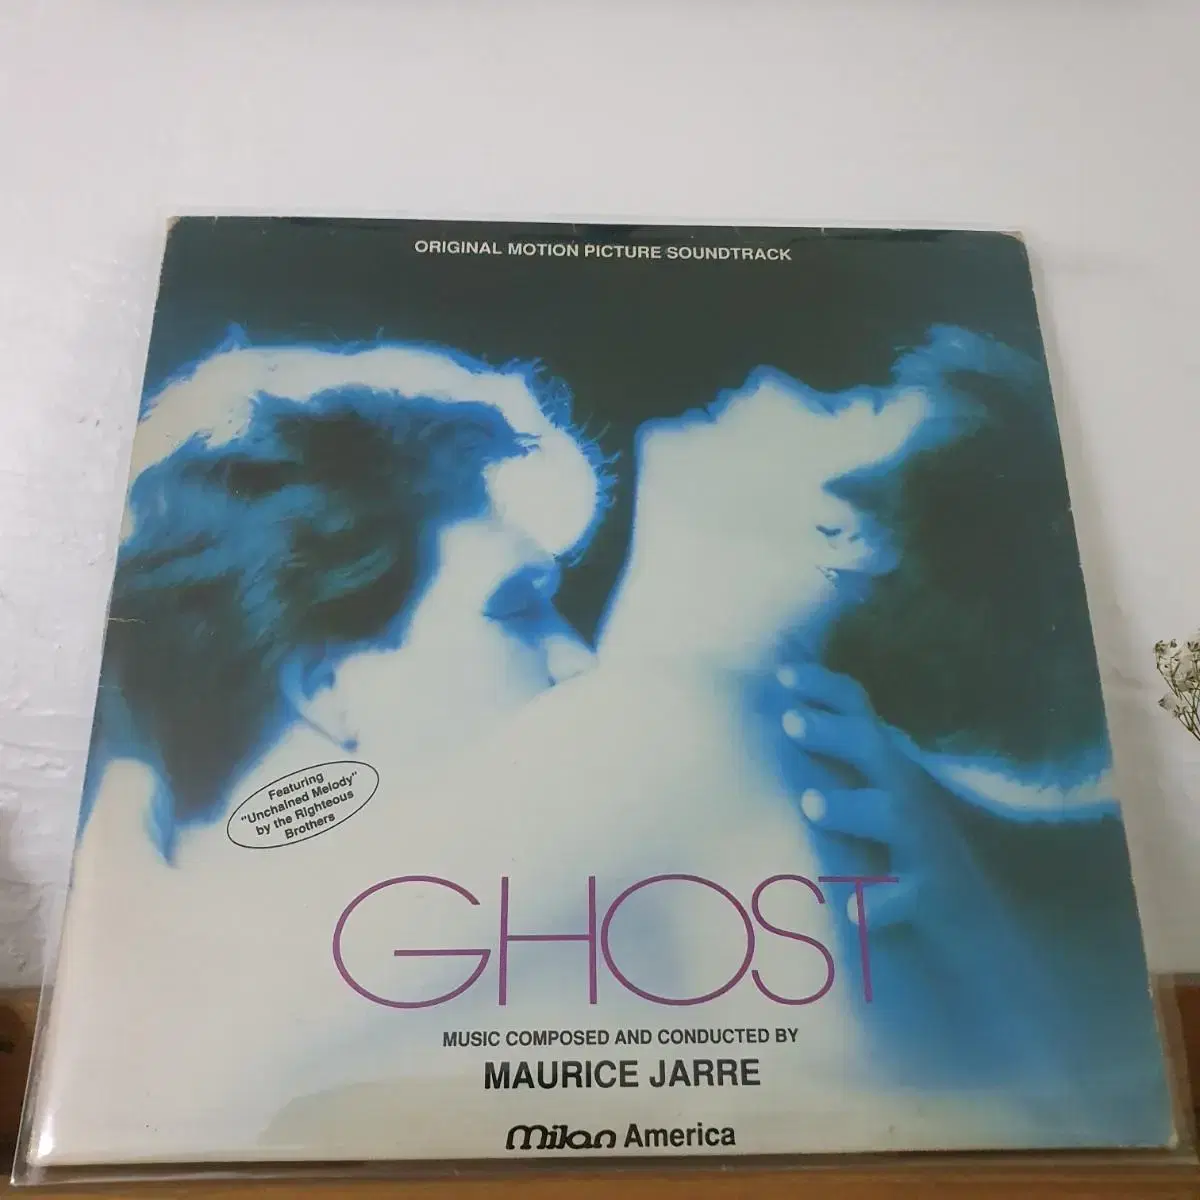 ORIGINAL MOTION PICTURE SOUNDTRACK
Featuring
"Unchained Melody"
by the Righteous
Brothers
GHOST
MUSIC COMPOSED AND CONDUCTED BY
MAURICE JARRE
milan America